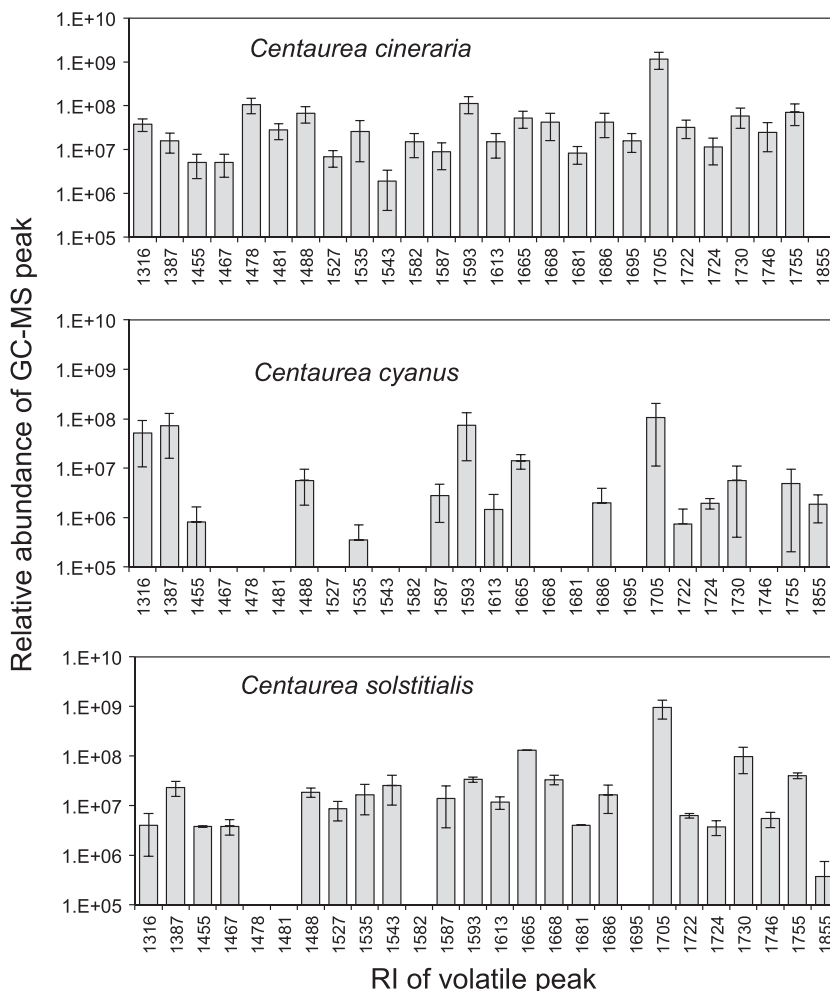 Relative abundance of GC-MS peak
Centaurea cineraria
1.E+10
1.E+09
1.E+08
1.E+07
1.E+06
1.E+05
1316 1387 1455 1467 1478 1481 1488 1527 1535 1543 1582 1587 1593 1613 1665 1668 1681 1686 1695 1705 1722 1724 1730 1746 1755 1855
Centaurea cyanus
1.E+10
1.E+09
1.E+08
1.E+07
1.E+06
1.E+05
1316 1387 1455 1467 1478 1481 1488 1527 1535 1543 1582 1587 1593 1613 1665 1668 1681 1686 1695 1705 1722 1724 1730 1746 1755 1855
Centaurea solstitialis
1.E+10
1.E+09
1.E+08
1.E+07
1.E+06
1.E+05
1316 1387 1455 1467 1478 1481 1488 1527 1535 1543 1582 1587 1593 1613 1665 1668 1681 1686 1695 1705 1722 1724 1730 1746 1755 1855
RI of volatile peak